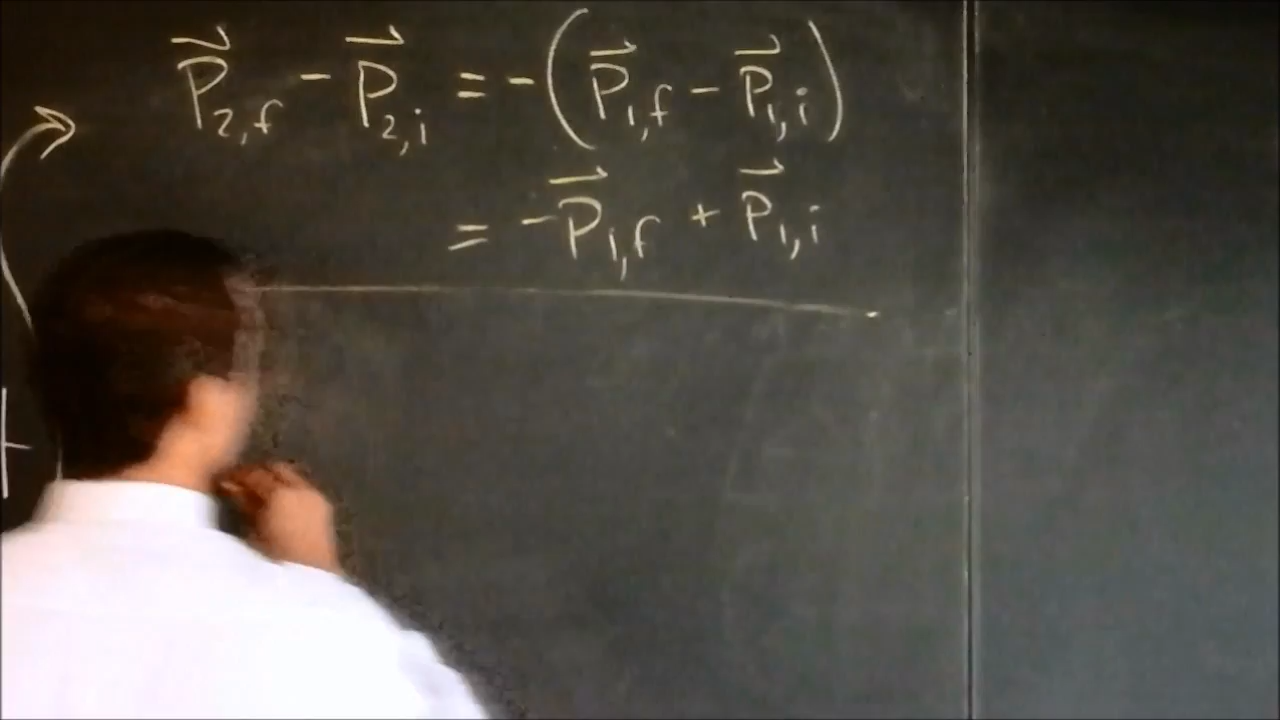 P⃗₂,f - P⃗₂,i = -(P⃗₁,f - P⃗₁,i)
= -P⃗₁,f + P⃗₁,i